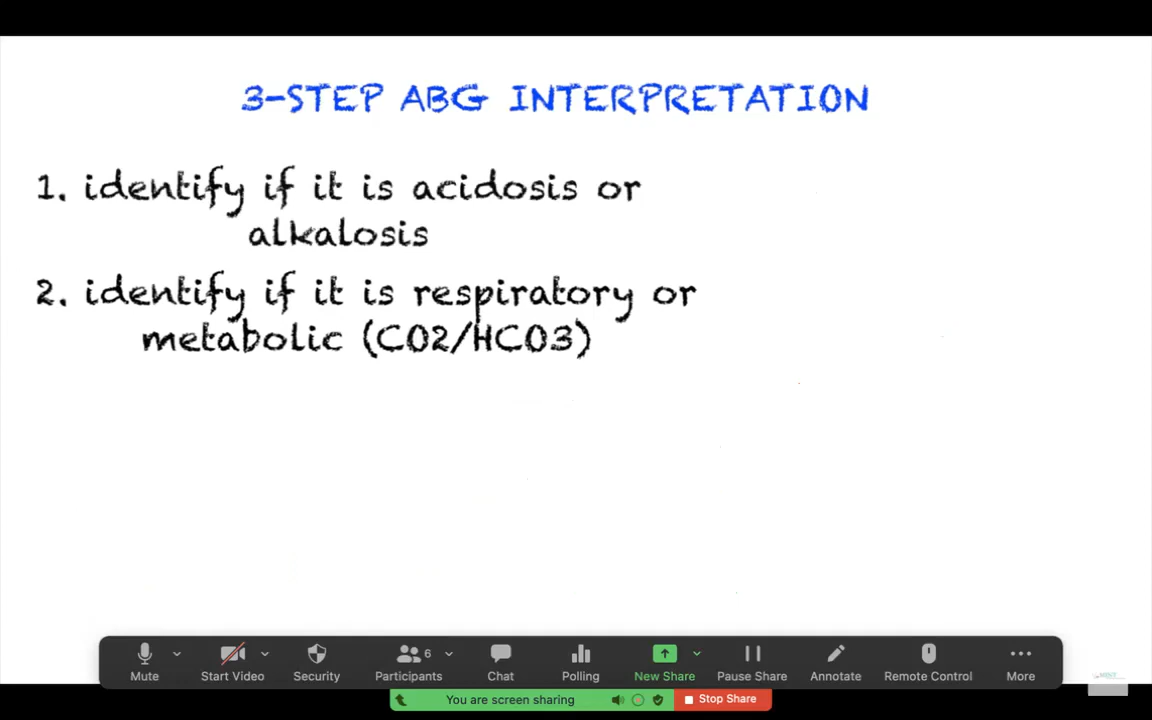 3-STEP ABG INTERPRETATION
1. identify if it is acidosis or
alkalosis
2. identify if it is respiratory or
metabolic (CO2/HCO3)
6
Mute
Start Video
Security
Participants
Chat
Polling
New Share
Pause Share
Annotate
Remote Control
More
You are screen sharing
Stop Share